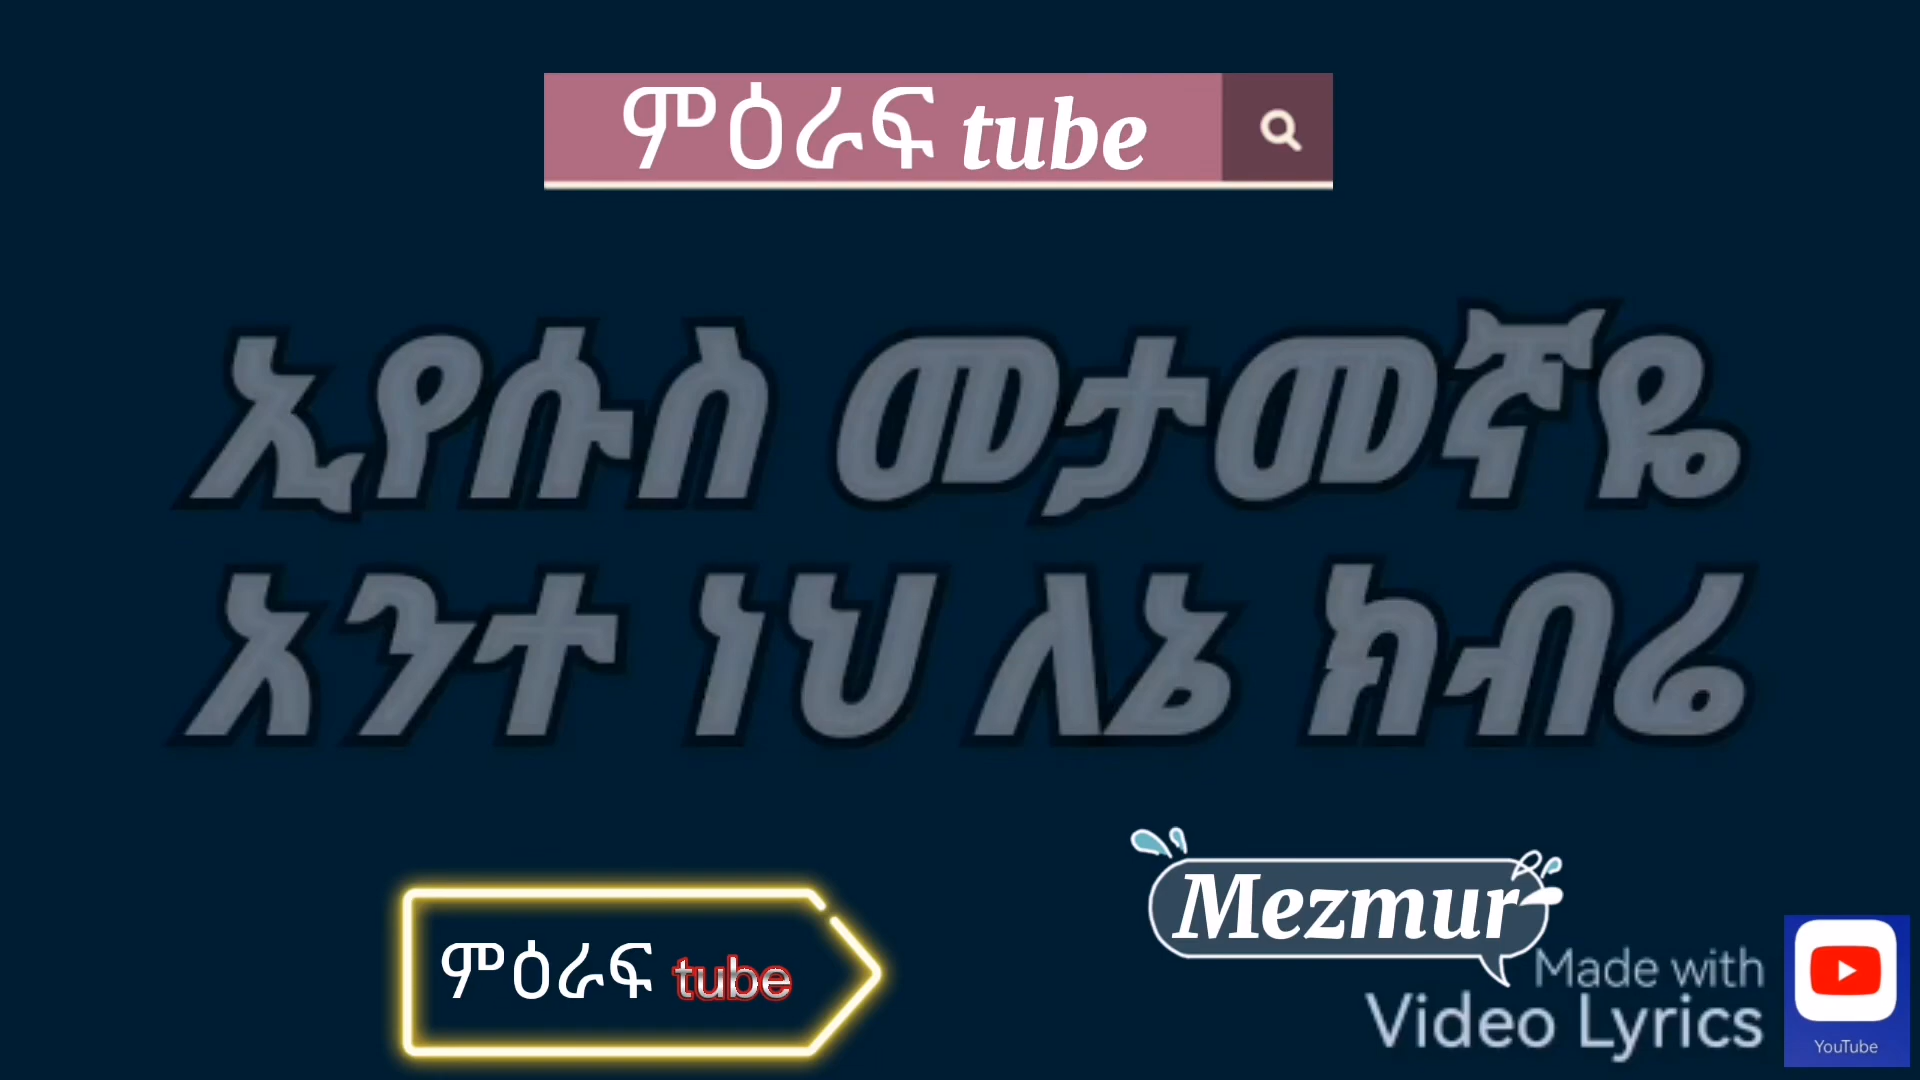 ምዕራፍ tube
ኢየሱስ መታመኛዬ
አንተ ነህ ለኔ ክብሬ
Mezmur
ምዕራፍ tube
Made with
Video Lyrics
YouTube